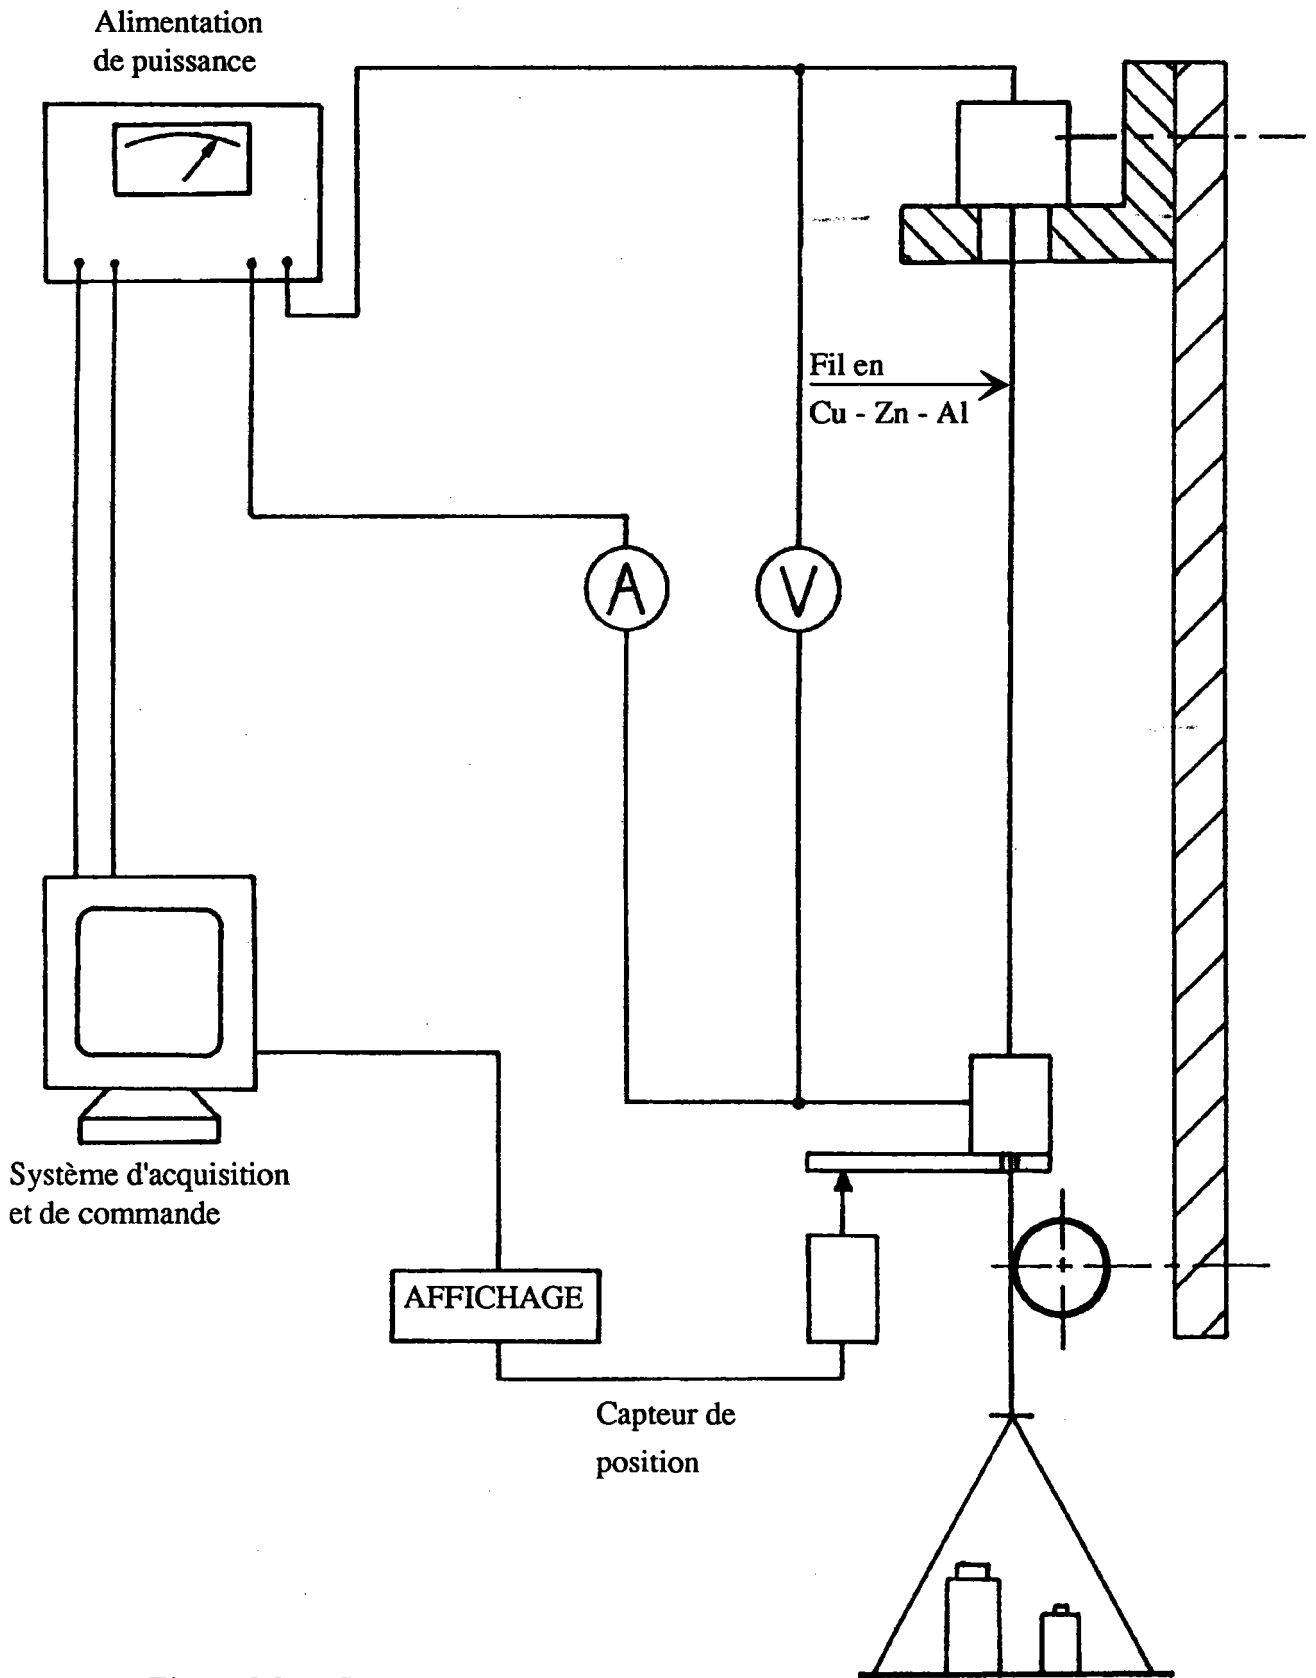 Alimentation
de puissance
Fil en
Cu - Zn - Al
A
V
Système d'acquisition
et de commande
AFFICHAGE
Capteur de
position